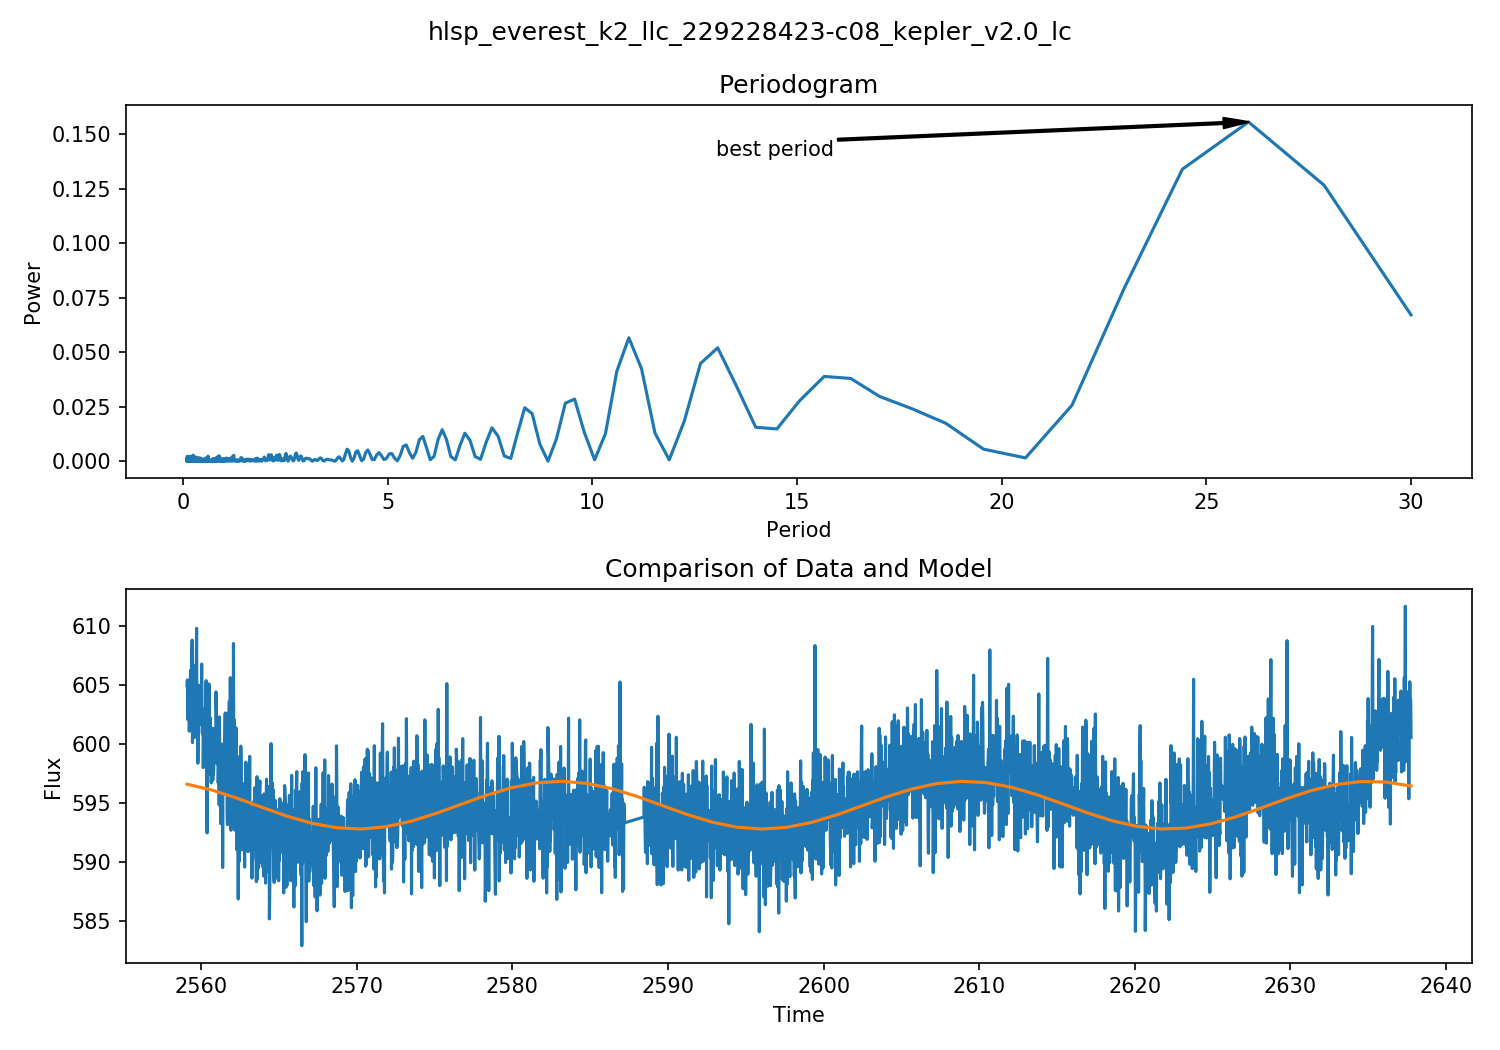 hlsp_everest_k2_llc_229228423-c08_kepler_v2.0_lc
Periodogram
0.150
0.125
0.100
0.075
0.050
0.025
0.000
Power
best period
0 5 10 15 20 25 30
Period
Comparison of Data and Model
610
605
600
595
590
585
Flux
2560 2570 2580 2590 2600 2610 2620 2630 2640
Time